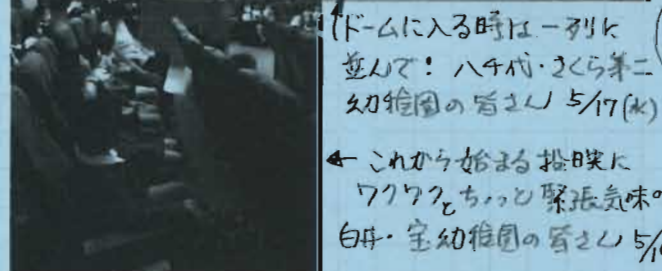 ↑ドームに入る時は一列に
並んで！八千代・さくら第二
幼稚園の皆さん 5/17(水)
← これから始まる投映に
ワクワクとちょっと緊張気味の
白井・宝幼稚園の皆さん